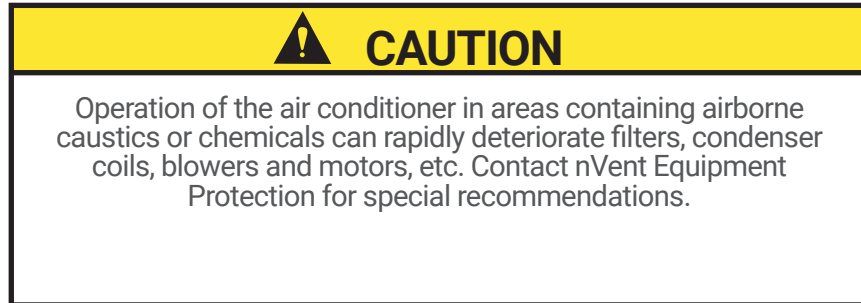 CAUTION
Operation of the air conditioner in areas containing airborne
caustics or chemicals can rapidly deteriorate filters, condenser
coils, blowers and motors, etc. Contact nVent Equipment
Protection for special recommendations.